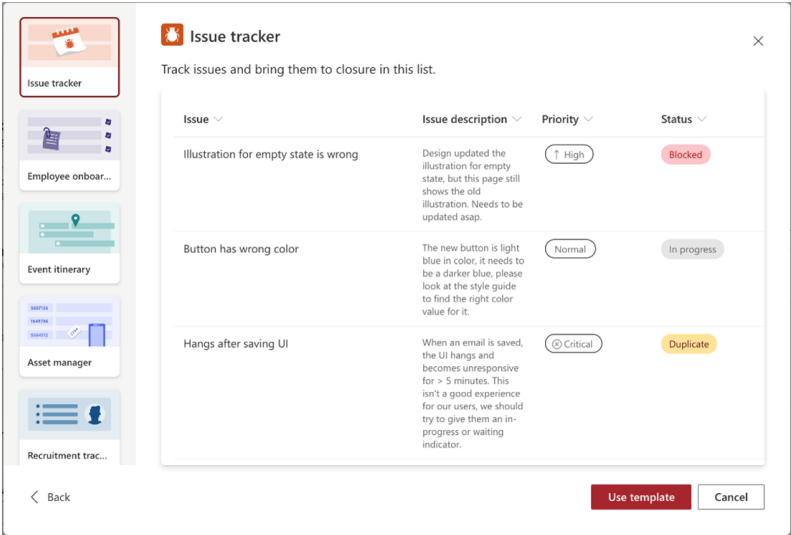 Issue tracker
Employee onboar...
Event itinerary
Asset manager
Recruitment trac...
Issue tracker
Track issues and bring them to closure in this list.
Issue
Issue description
Priority
Status
Illustration for empty state is wrong
Design updated the
illustration for empty
state, but this page still
shows the old
illustration. Needs to be
updated asap.
High
Blocked
Button has wrong color
The new button is light
blue in color, it needs to
be a darker blue, please
look at the style guide
to find the right color
value for it.
Normal
In progress
Hangs after saving UI
When an email is saved,
the UI hangs and
becomes unresponsive
for > 5 minutes. This
isn't a good experience
for our users, we should
try to give them an in-
progress or waiting
indicator.
Critical
Duplicate
Back
Use template
Cancel